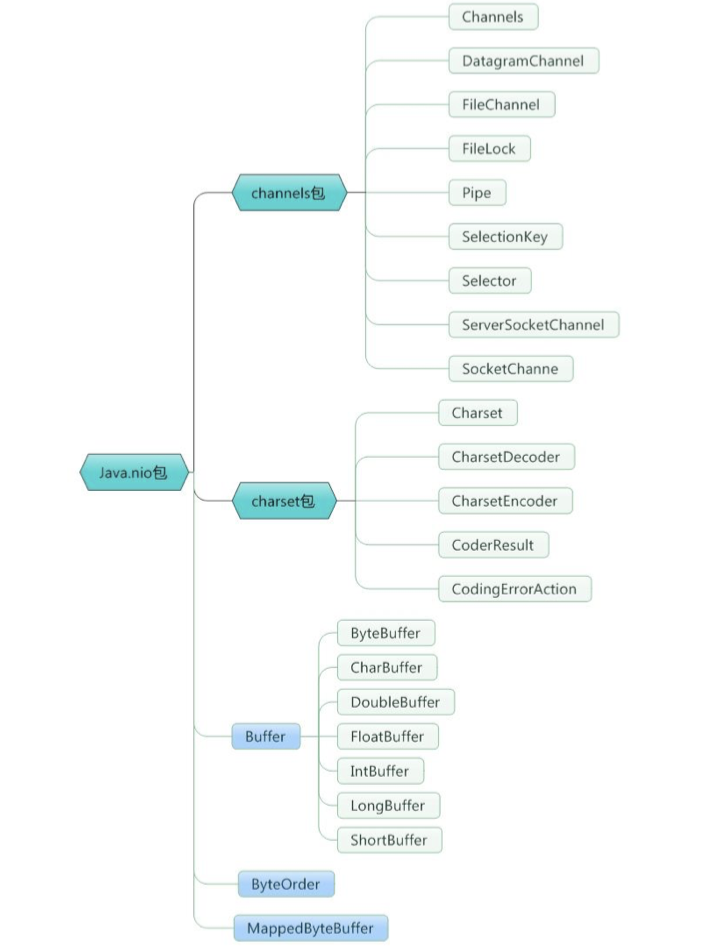 Java.nio包
channels包
Channels
DatagramChannel
FileChannel
FileLock
Pipe
SelectionKey
Selector
ServerSocketChannel
SocketChanne
charset包
Charset
CharsetDecoder
CharsetEncoder
CoderResult
CodingErrorAction
Buffer
ByteBuffer
CharBuffer
DoubleBuffer
FloatBuffer
IntBuffer
LongBuffer
ShortBuffer
ByteOrder
MappedByteBuffer